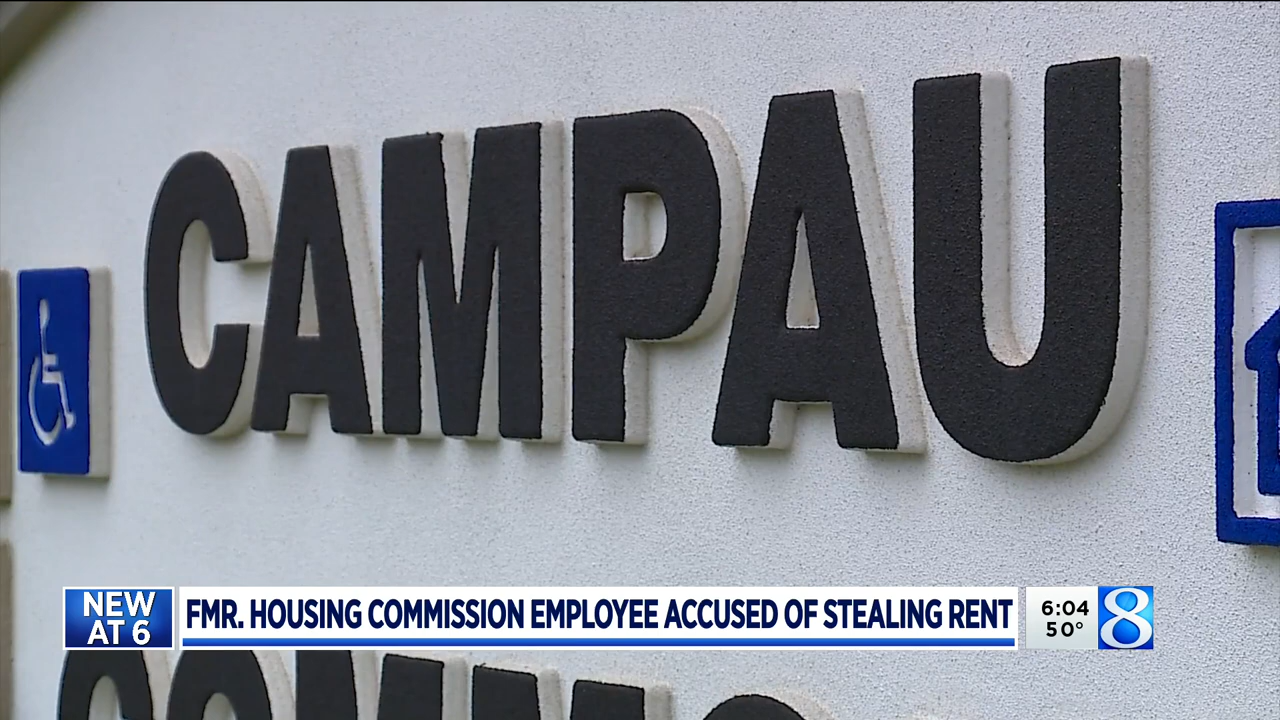 CAMPAU
NEW
AT 6
FMR. HOUSING COMMISSION EMPLOYEE ACCUSED OF STEALING RENT
6:04
50°
8